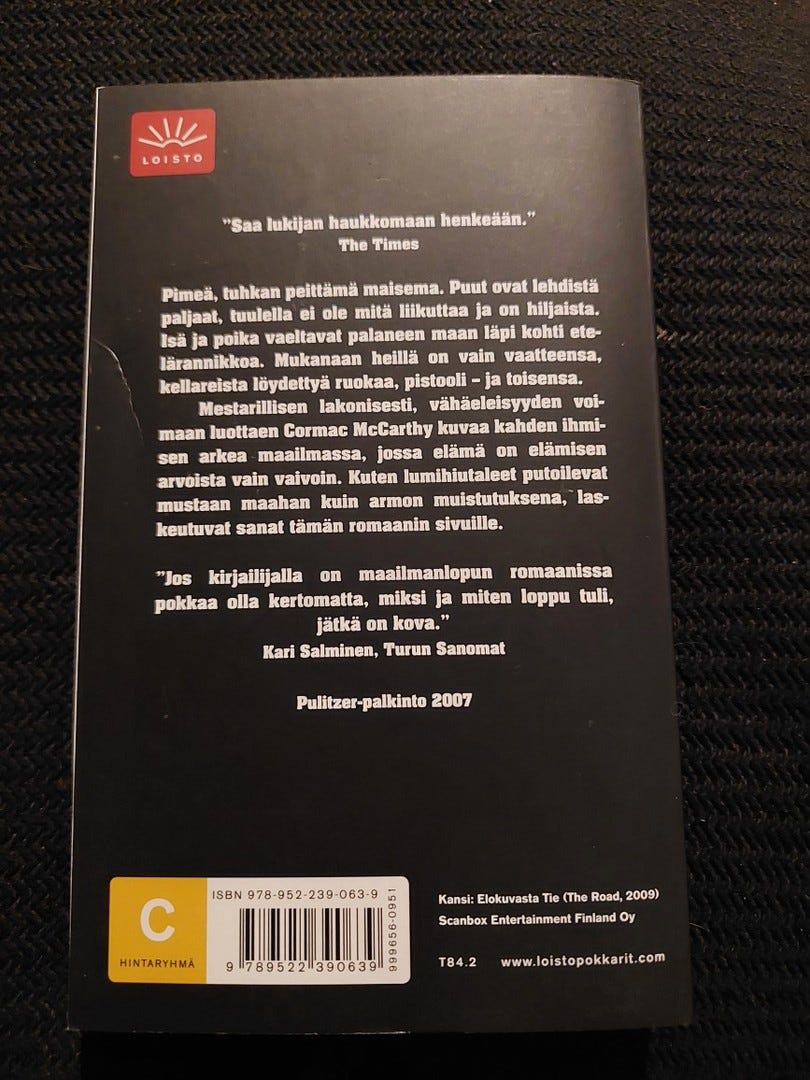 LOISTO
"Saa lukijan haukkomaan henkeään."
The Times
Pimeä, tuhkan peittämä maisema. Puut ovat lehdistä
paljaat, tuulella ei ole mitä liikuttaa ja on hiljaista.
Isä ja poika vaeltavat palaneen maan läpi kohti ete-
lärannikkoa. Mukanaan heillä on vain vaatteensa,
kellareista löydettyä ruokaa, pistooli – ja toisensa.
Mestarillisen lakonisesti, vähäeleisyyden voi-
maan luottaen Cormac McCarthy kuvaa kahden ihmi-
sen arkea maailmassa, jossa elämä on elämisen
arvoista vain vaivoin. Kuten lumihiutaleet putoilevat
mustaan maahan kuin armon muistutuksena, las-
keutuvat sanat tämän romaanin sivuille.
"Jos kirjailijalla on maailmanlopun romaanissa
pokkaa olla kertomatta, miksi ja miten loppu tuli,
jätkä on kova."
Kari Salminen, Turun Sanomat
Pulitzer-palkinto 2007
C
HINTARYHMÄ
ISBN 978-952-239-063-9
9 789522 390639
999656-0951
Kansi: Elokuvasta Tie (The Road, 2009)
Scanbox Entertainment Finland Oy
T84.2 www.loistopokkarit.com